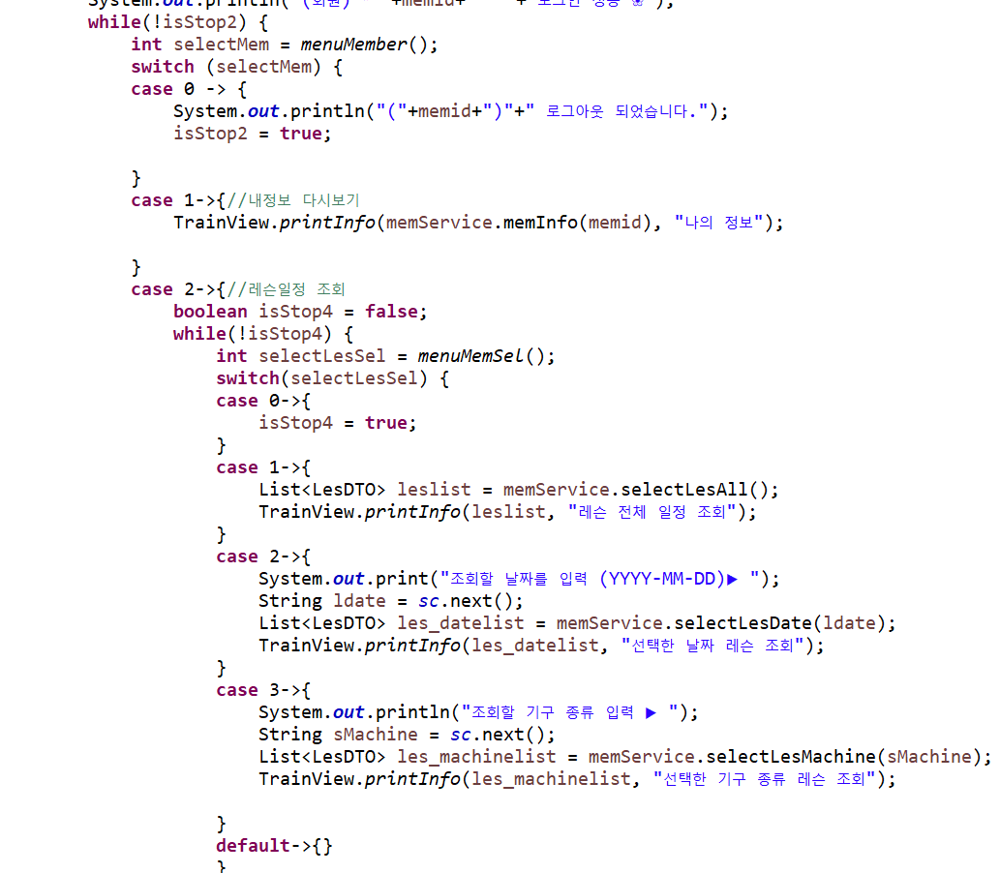 System.out.println("(회원) " +memid+ " "+ 로그인 성공 ");
while(!isStop2) {
int selectMem = menuMember();
switch (selectMem) {
case 0 -> {
System.out.println("("+memid+")"+" 로그아웃 되었습니다.");
isStop2 = true;
}
case 1->{//내정보 다시보기
TrainView.printInfo(memService.memInfo(memid), "나의 정보");
}
case 2->{//레슨일정 조회
boolean isStop4 = false;
while(!isStop4) {
int selectLesSel = menuMemSel();
switch(selectLesSel) {
case 0->{
isStop4 = true;
}
case 1->{
List<LesDTO> leslist = memService.selectLesAll();
TrainView.printInfo(leslist, "레슨 전체 일정 조회");
}
case 2->{
System.out.print("조회할 날짜를 입력 (YYYY-MM-DD)▶ ");
String ldate = sc.next();
List<LesDTO> les_datelist = memService.selectLesDate(ldate);
TrainView.printInfo(les_datelist, "선택한 날짜 레슨 조회");
}
case 3->{
System.out.println("조회할 기구 종류 입력 ▶ ");
String sMachine = sc.next();
List<LesDTO> les_machinelist = memService.selectLesMachine(sMachine);
TrainView.printInfo(les_machinelist, "선택한 기구 종류 레슨 조회");
}
default->{}
}